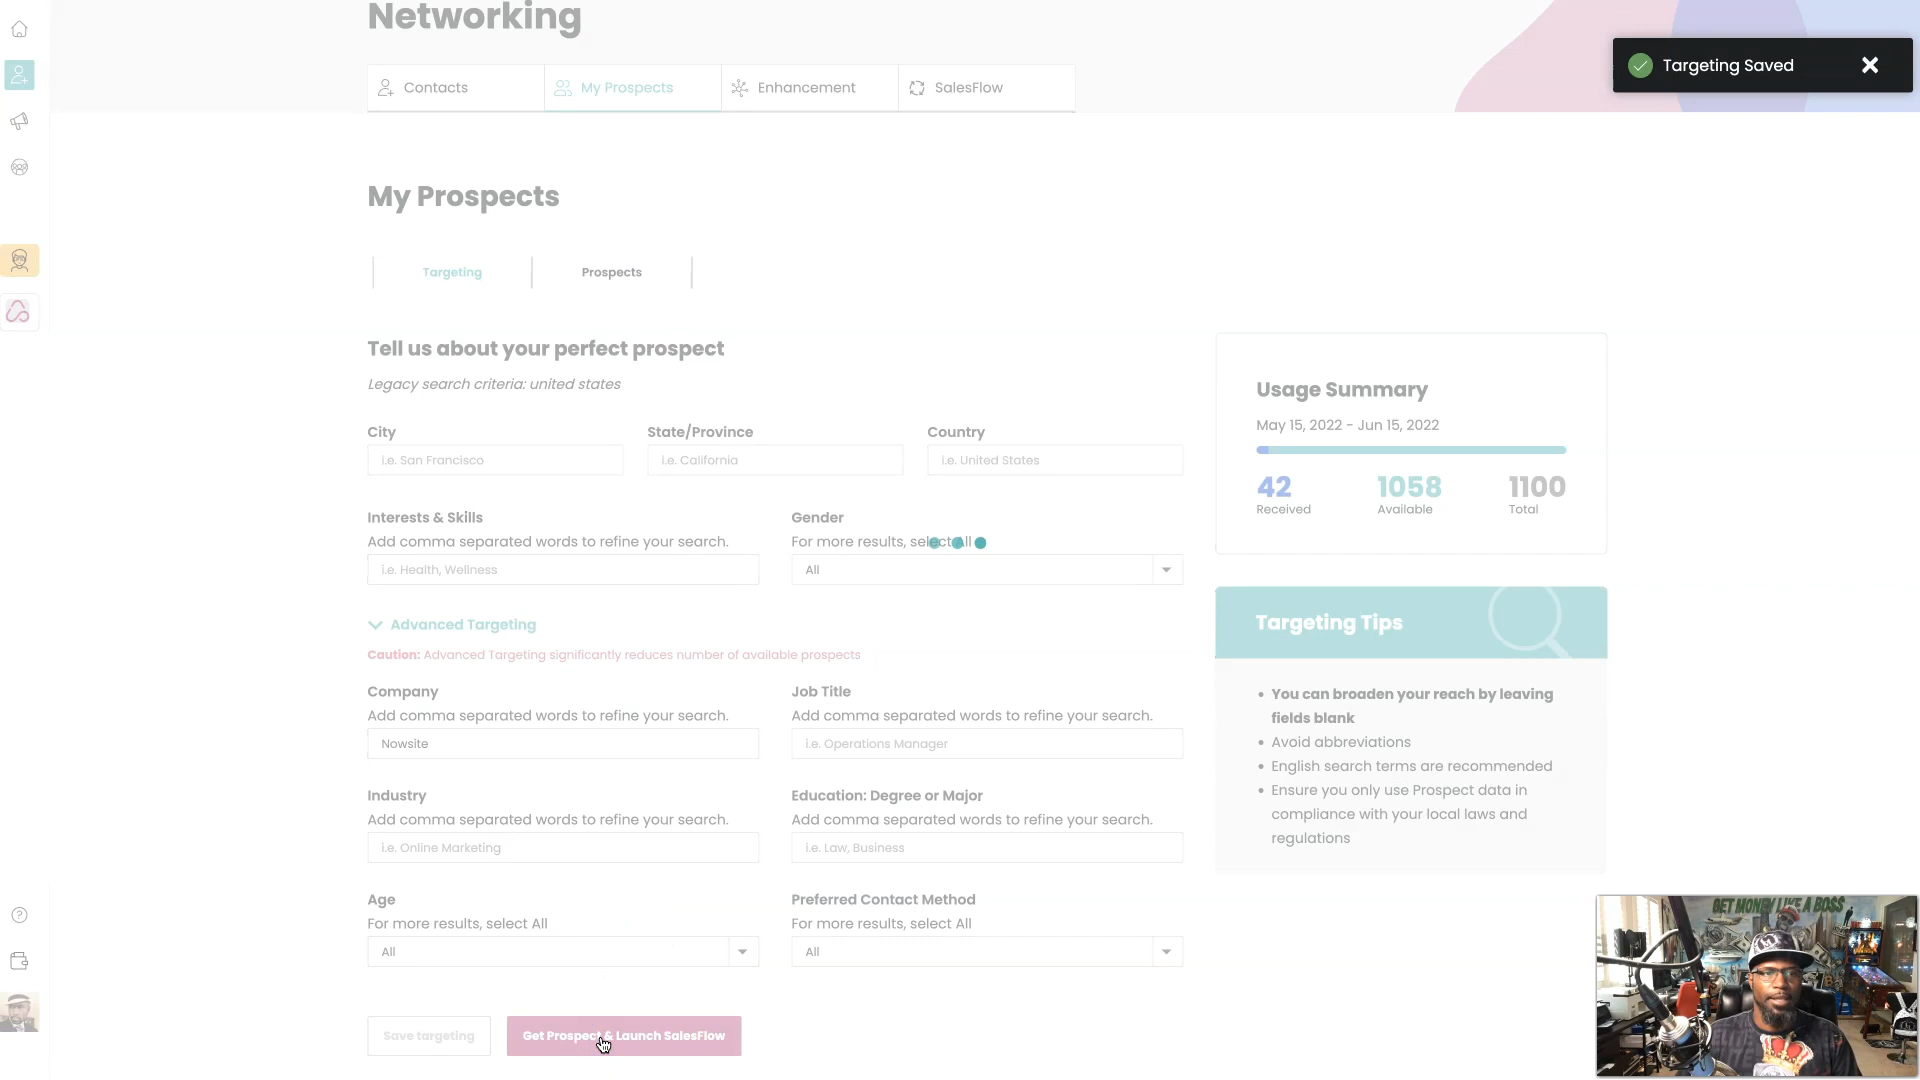 Networking
Contacts
My Prospects
Enhancement
SalesFlow
Targeting Saved
My Prospects
Targeting
Prospects
Tell us about your perfect prospect
Legacy search criteria: united states
City
State/Province
Country
i.e. San Francisco
i.e. California
i.e. United States
Interests & Skills
Add comma separated words to refine your search.
i.e. Health, Wellness
Gender
For more results, select All
All
Advanced Targeting
Caution: Advanced Targeting significantly reduces number of available prospects
Company
Add comma separated words to refine your search.
Nowsite
Job Title
Add comma separated words to refine your search.
i.e. Operations Manager
Industry
Add comma separated words to refine your search.
i.e. Online Marketing
Education: Degree or Major
Add comma separated words to refine your search.
i.e. Law, Business
Age
For more results, select All
All
Preferred Contact Method
For more results, select All
All
Save targeting
Get Prospect & Launch SalesFlow
Usage Summary
May 15, 2022 - Jun 15, 2022
42
1058
1100
Received
Available
Total
Targeting Tips
You can broaden your reach by leaving
fields blank
Avoid abbreviations
English search terms are recommended
Ensure you only use Prospect data in
compliance with your local laws and
regulations
GET MONEY LIKE A BOSS